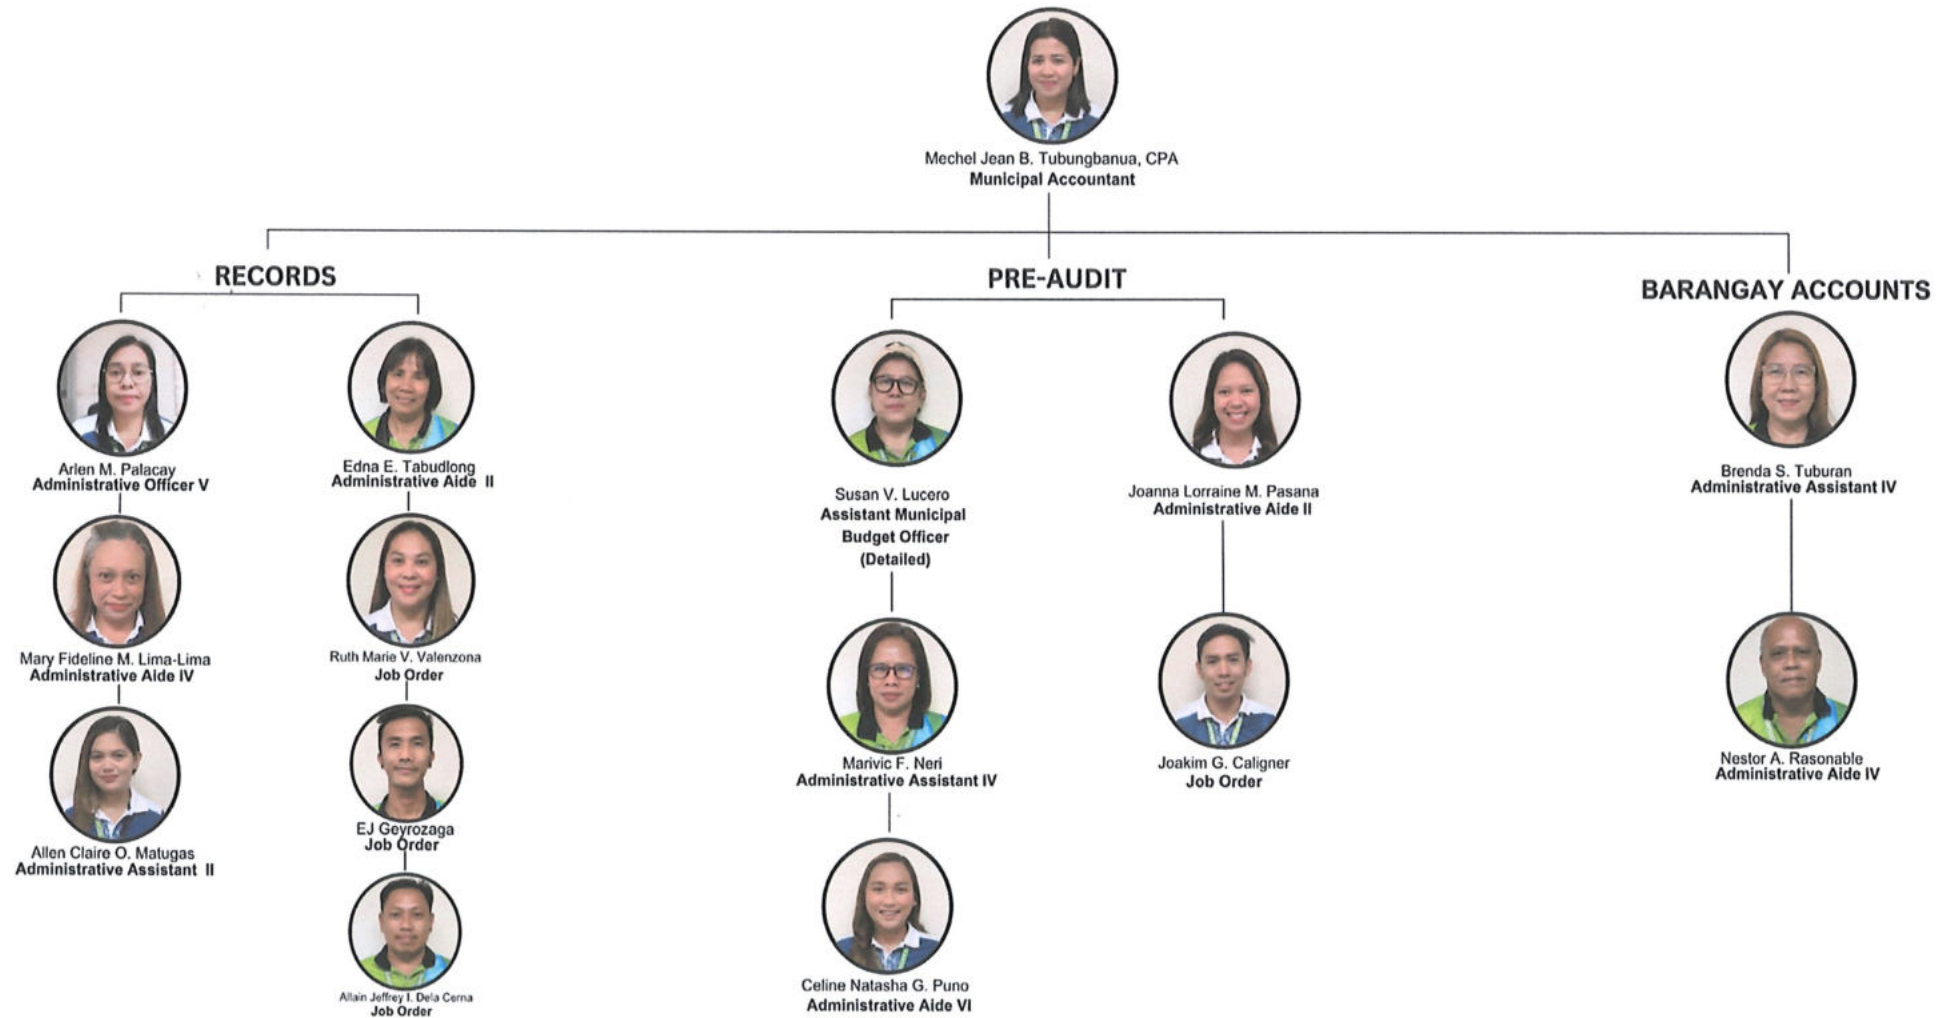 Mechel Jean B. Tubungbanua, CPA
Municipal Accountant
RECORDS
PRE-AUDIT
BARANGAY ACCOUNTS
Arlen M. Palacay
Administrative Officer V
Edna E. Tabudlong
Administrative Aide II
Susan V. Lucero
Assistant Municipal
Budget Officer
(Detailed)
Joanna Lorraine M. Pasana
Administrative Aide II
Brenda S. Tuburan
Administrative Assistant IV
Mary Fideline M. Lima-Lima
Administrative Aide IV
Ruth Marie V. Valenzona
Job Order
Marivic F. Neri
Administrative Assistant IV
Joakim G. Caligner
Job Order
Nestor A. Rasonable
Administrative Aide IV
Allen Claire O. Matugas
Administrative Assistant II
EJ Geyrozaga
Job Order
Celine Natasha G. Puno
Administrative Aide VI
Allain Jeffrey I. Dela Cerna
Job Order